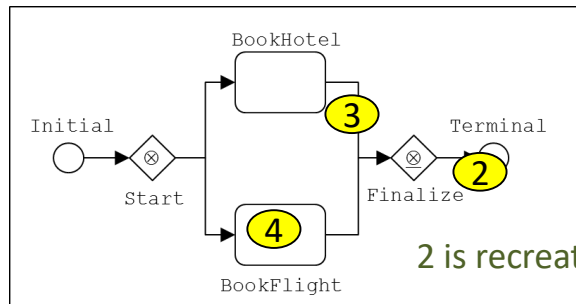 BookHotel
3
Initial
Terminal
2
Start
Finalize
4
2 is recreat
BookFlight